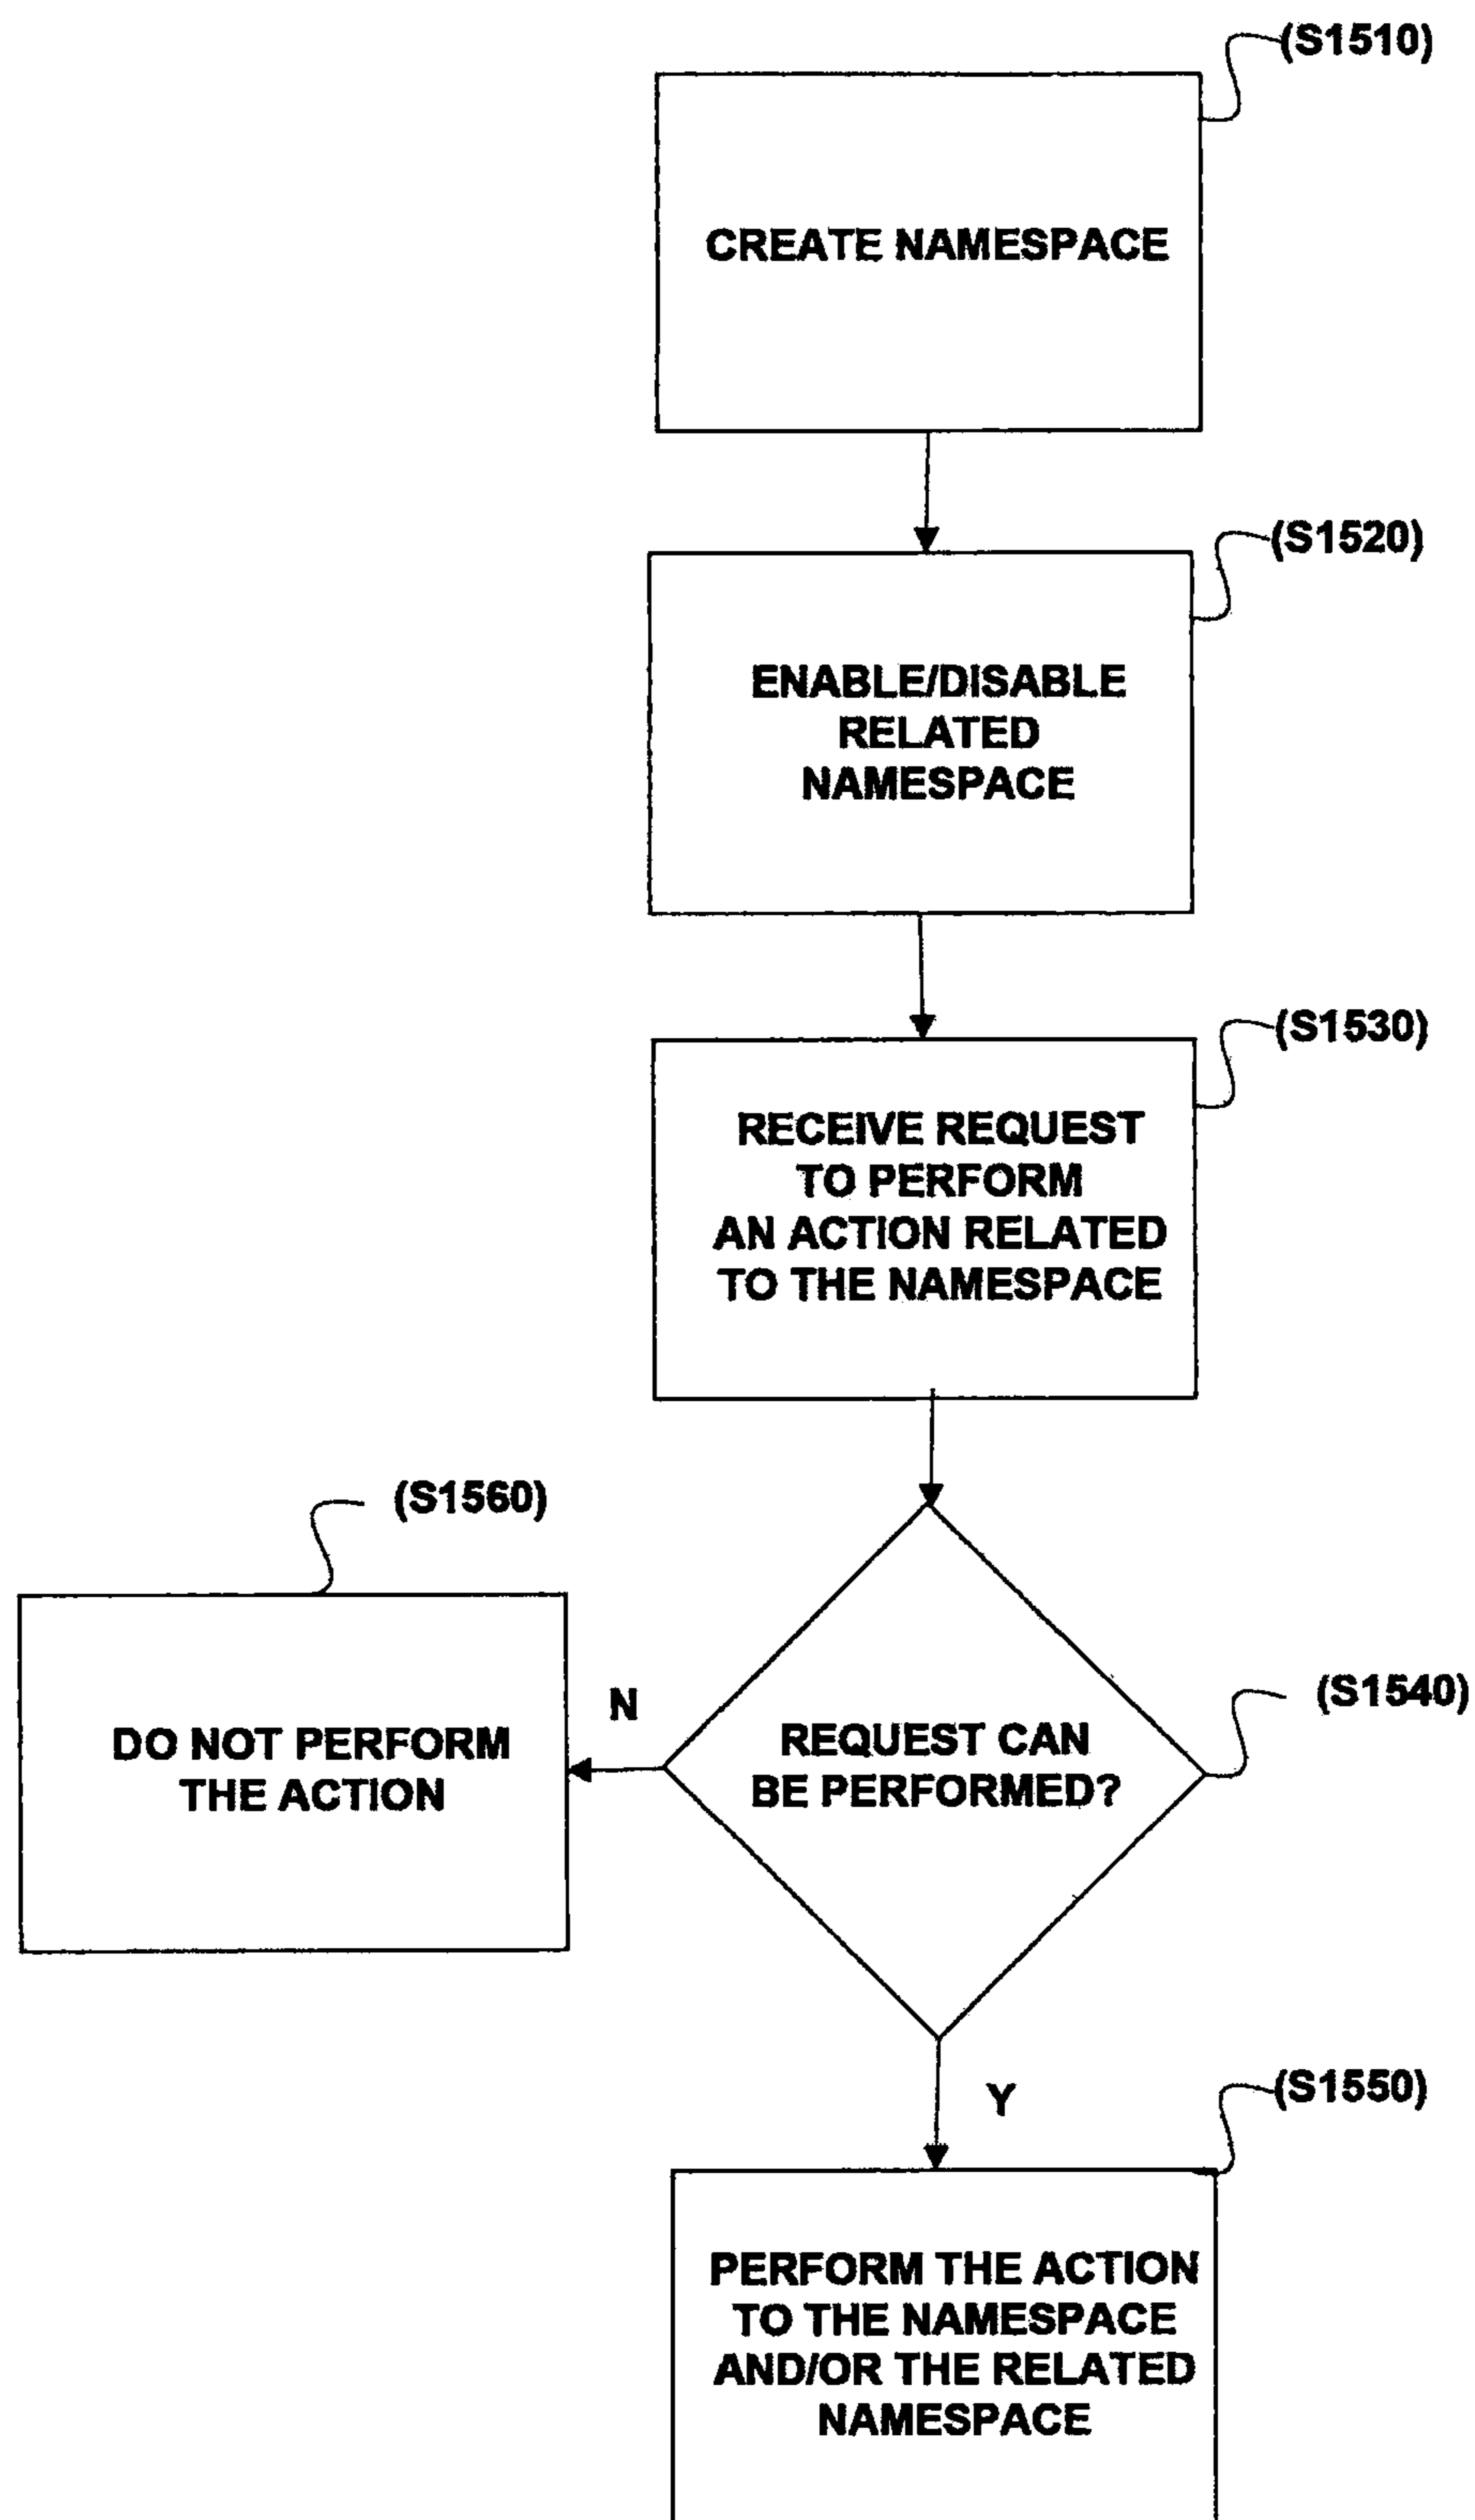 (S1510)
CREATE NAMESPACE
(S1520)
ENABLE/DISABLE
RELATED
NAMESPACE
(S1530)
RECEIVE REQUEST
TO PERFORM
AN ACTION RELATED
TO THE NAMESPACE
(S1560)
DO NOT PERFORM
THE ACTION
N
(S1540)
REQUEST CAN
BE PERFORMED?
Y
(S1550)
PERFORM THE ACTION
TO THE NAMESPACE
AND/OR THE RELATED
NAMESPACE